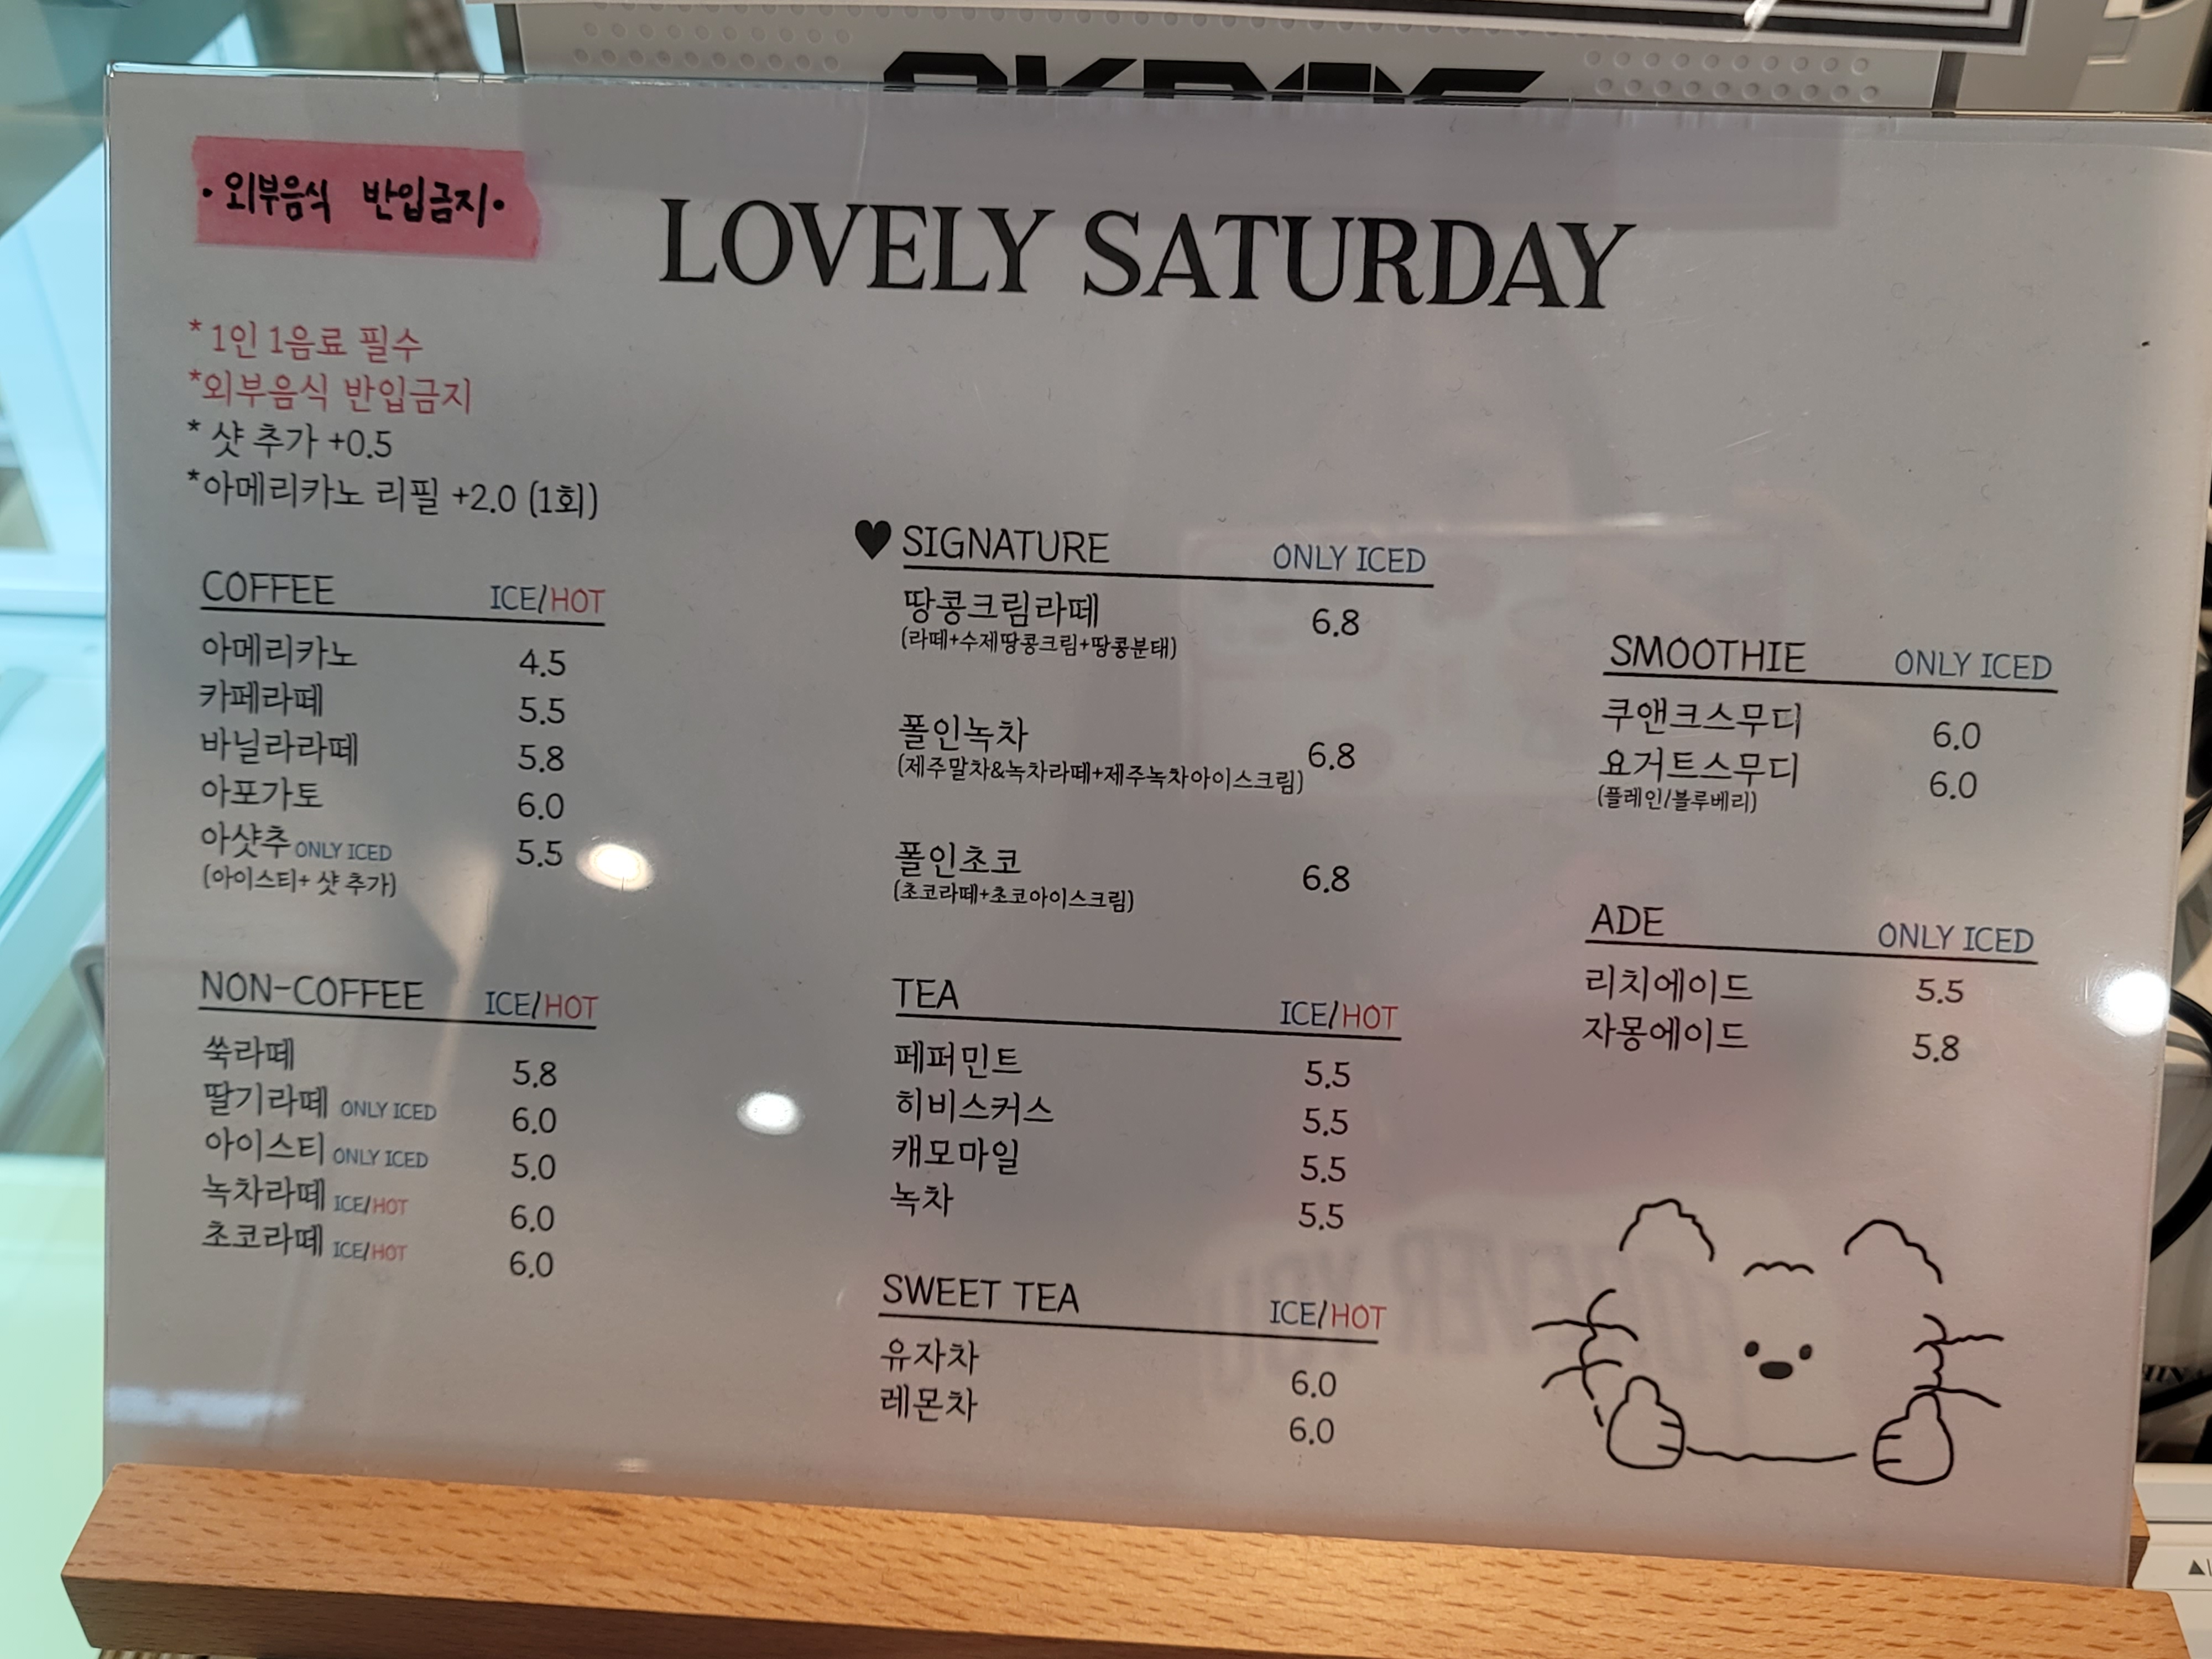 • 외부음식 반입금지 •
LOVELY SATURDAY
* 1인 1음료 필수
*외부음식 반입금지
* 샷 추가 +0.5
*아메리카노 리필 +2.0 (1회)
COFFEE ICE/HOT
아메리카노 4.5
카페라떼 5.5
바닐라라떼 5.8
아포가토 6.0
아샷추 ONLY ICED 5.5
(아이스티+ 샷 추가)
NON-COFFEE ICE/HOT
쑥라떼 5.8
딸기라떼 ONLY ICED 6.0
아이스티 ONLY ICED 5.0
녹차라떼 ICE/HOT 6.0
초코라떼 ICE/HOT 6.0
♥ SIGNATURE ONLY ICED
땅콩크림라떼 6.8
(라떼+수제땅콩크림+땅콩분태)
폴인녹차 6.8
(제주말차&녹차라떼+제주녹차아이스크림)
폴인초코 6.8
(초코라떼+초코아이스크림)
TEA ICE/HOT
페퍼민트 5.5
히비스커스 5.5
캐모마일 5.5
녹차 5.5
SWEET TEA ICE/HOT
유자차 6.0
레몬차 6.0
SMOOTHIE ONLY ICED
쿠앤크스무디 6.0
요거트스무디 6.0
(플레인/블루베리)
ADE ONLY ICED
리치에이드 5.5
자몽에이드 5.8